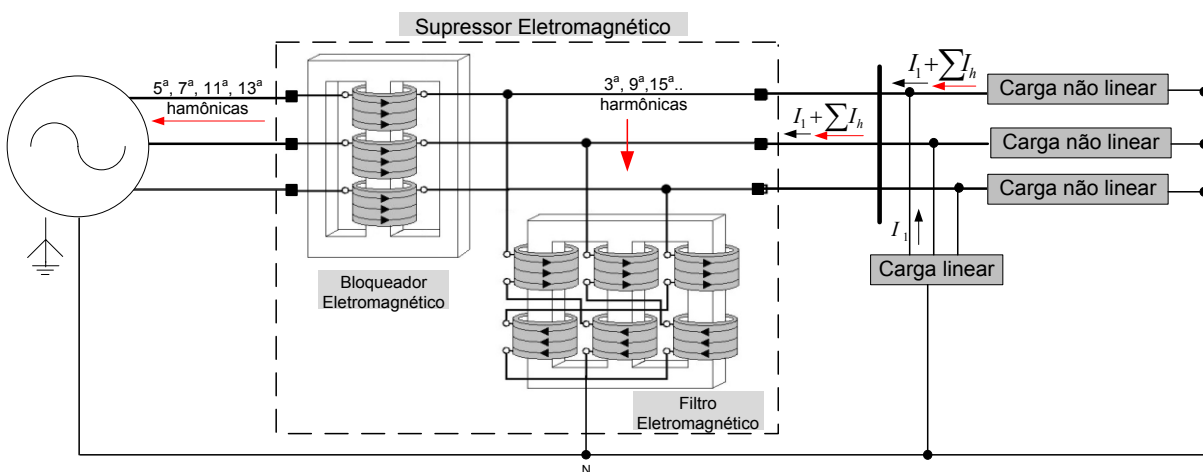 Supressor Eletromagnético
5ª, 7ª, 11ª, 13ª
hamônicas
3ª, 9ª,15ª..
harmônicas
I₁+∑Iₕ
Carga não linear
I₁+∑Iₕ
Carga não linear
Carga não linear
I₁
Carga linear
Bloqueador
Eletromagnético
Filtro
Eletromagnético
N